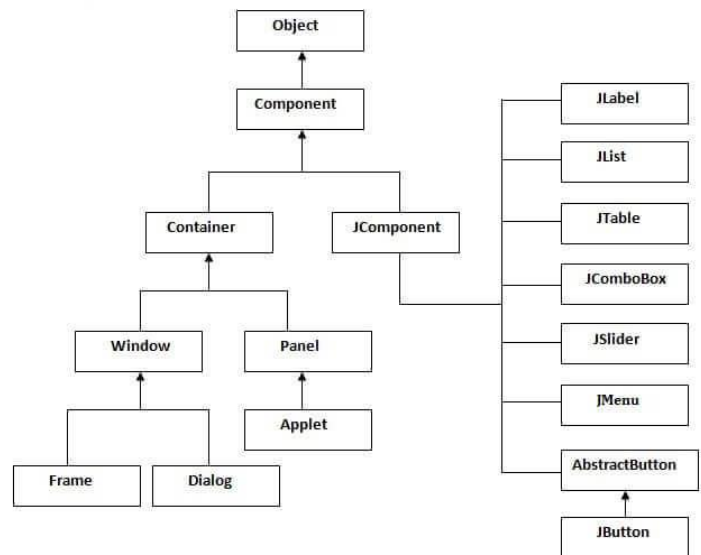 Object
Component
Container
JComponent
Window
Panel
Applet
Frame
Dialog
JLabel
JList
JTable
JComboBox
JSlider
JMenu
AbstractButton
JButton